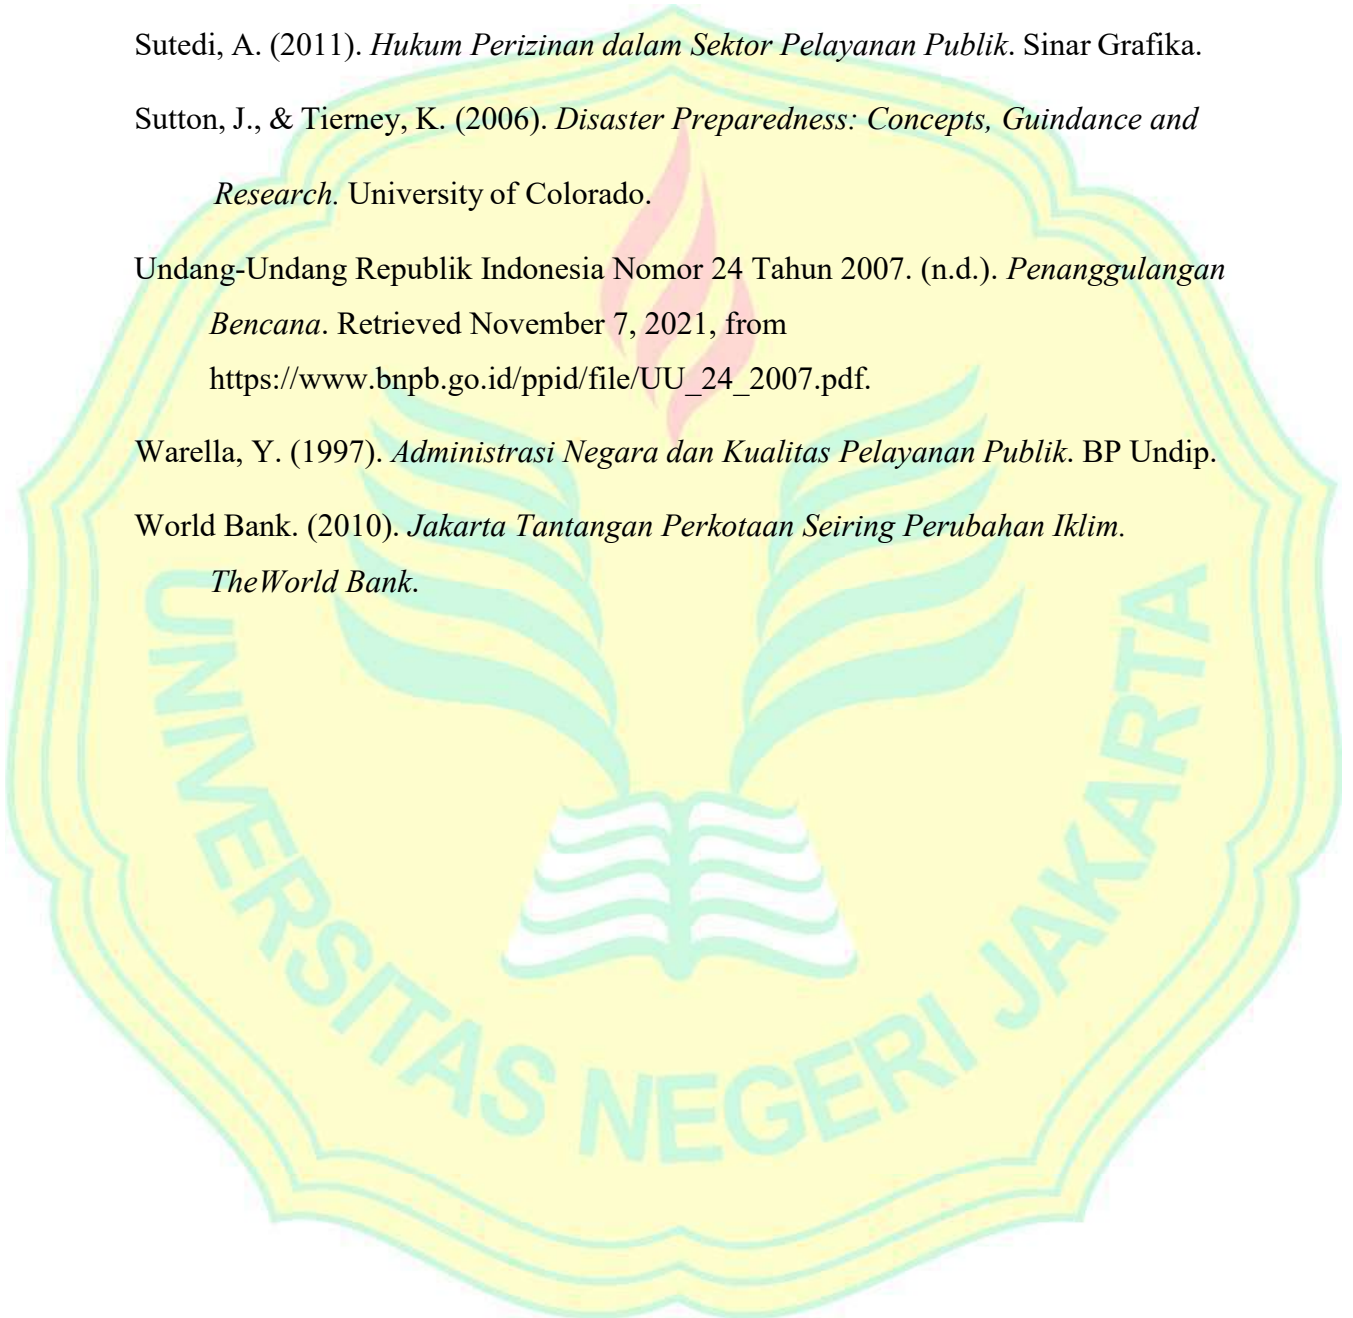 Sutedi, A. (2011). Hukum Perizinan dalam Sektor Pelayanan Publik. Sinar Grafika.
Sutton, J., & Tierney, K. (2006). Disaster Preparedness: Concepts, Guindance and
Research. University of Colorado.
Undang-Undang Republik Indonesia Nomor 24 Tahun 2007. (n.d.). Penanggulangan
Bencana. Retrieved November 7, 2021, from
https://www.bnpb.go.id/ppid/file/UU_24_2007.pdf.
Warella, Y. (1997). Administrasi Negara dan Kualitas Pelayanan Publik. BP Undip.
World Bank. (2010). Jakarta Tantangan Perkotaan Seiring Perubahan Iklim.
TheWorld Bank.
UNIVERSITAS NEGERI JAKARTA